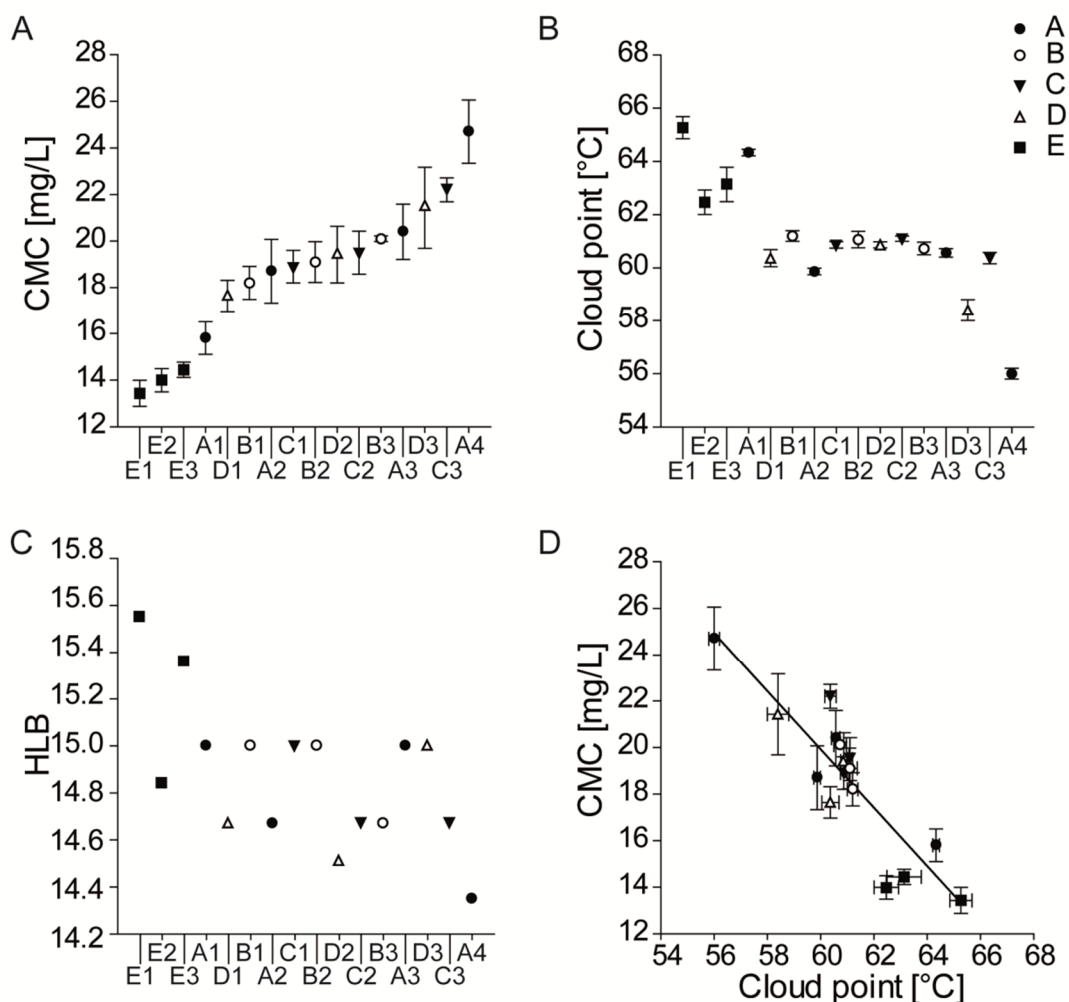 A
CMC [mg/L]
28
26
24
22
20
18
16
14
12
E2 A1 B1 C1 D2 B3 D3 A4
E1 E3 D1 A2 B2 C2 A3 C3
B
Cloud point [°C]
68
66
64
62
60
58
56
54
E2 A1 B1 C1 D2 B3 D3 A4
E1 E3 D1 A2 B2 C2 A3 C3
A
B
C
D
E
C
HLB
15.8
15.6
15.4
15.2
15.0
14.8
14.6
14.4
14.2
E2 A1 B1 C1 D2 B3 D3 A4
E1 E3 D1 A2 B2 C2 A3 C3
D
CMC [mg/L]
28
26
24
22
20
18
16
14
12
54 56 58 60 62 64 66 68
Cloud point [°C]